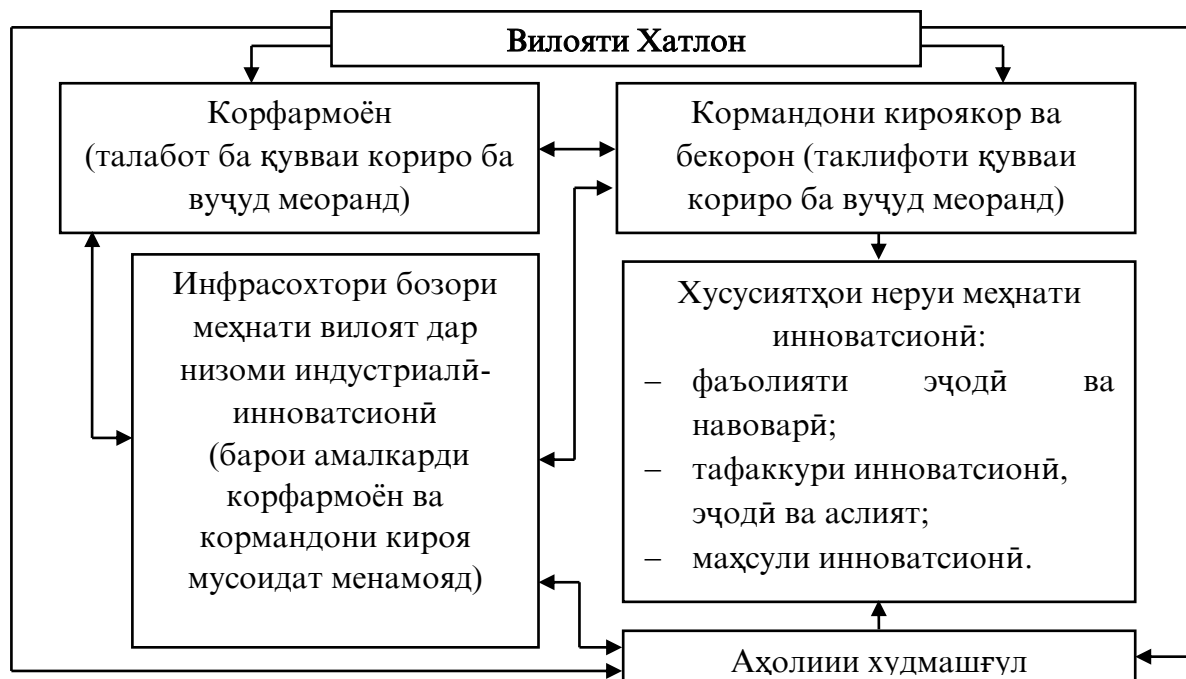 Вилояти Хатлон
Корфармоён
(талабот ба қувваи кориро ба
вуҷуд меоранд)
Кормандони кироякор ва
бекорон (таклифоти қувваи
кориро ба вуҷуд меоранд)
Инфрасохтори бозори
меҳнати вилоят дар
низоми индустриалӣ-
инноватсионӣ
(барои амалкарди
корфармоён ва
кормандони кироя
мусоидат менамояд)
Хусусиятҳои неруи меҳнати
инноватсионӣ:
– фаъолияти эҷодӣ ва
навоварӣ;
– тафаккури инноватсионӣ,
эҷодӣ ва аслият;
– маҳсули инноватсионӣ.
Аҳолиии худмашғул